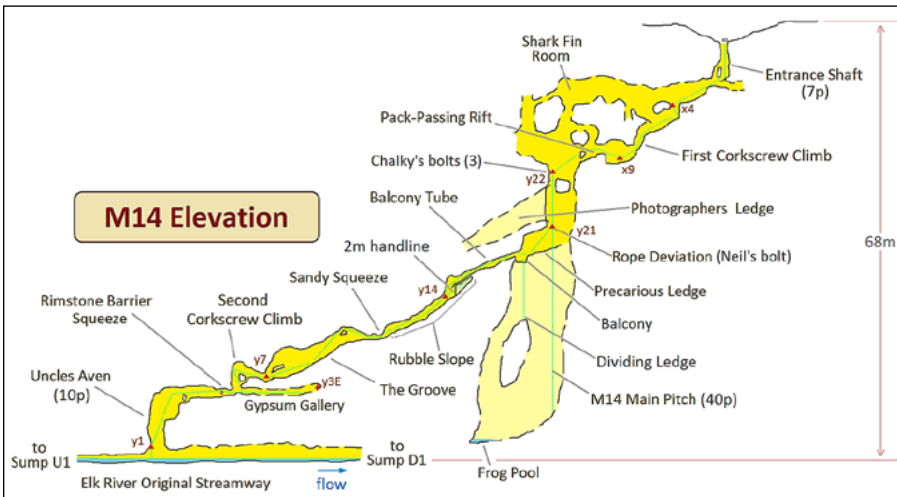 Shark Fin
Room
Entrance Shaft
(7p)
x4
Pack-Passing Rift
First Corkscrew Climb
x9
Chalky's bolts (3)
y22
M14 Elevation
Balcony Tube
Photographers Ledge
y21
68m
2m handline
Rope Deviation (Neil's bolt)
Sandy Squeeze
y14
Precarious Ledge
Rimstone Barrier
Squeeze
Second
Corkscrew Climb
Balcony
Rubble Slope
Dividing Ledge
y7
Uncles Aven
(10p)
y3E
The Groove
Gypsum Gallery
M14 Main Pitch (40p)
y1
to
Sump U1
to
Sump D1
Frog Pool
Elk River Original Streamway
flow